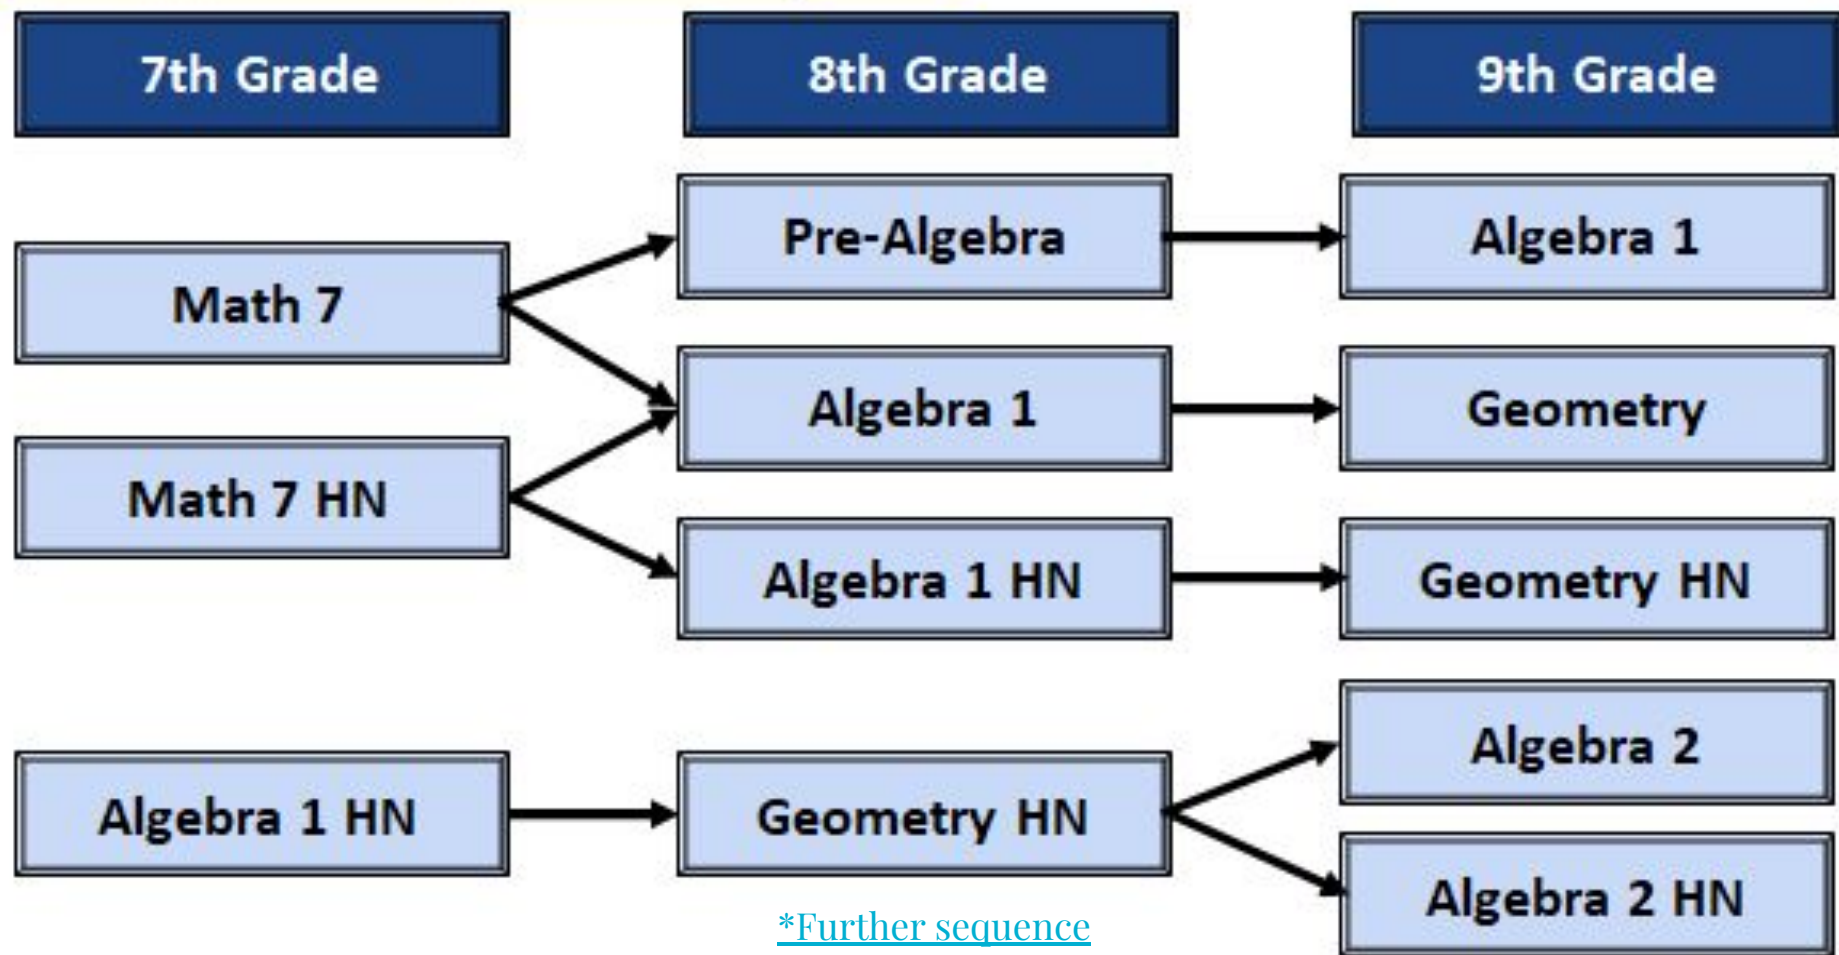 7th Grade
8th Grade
9th Grade
Math 7
Math 7 HN
Algebra 1 HN
Pre-Algebra
Algebra 1
Algebra 1 HN
Geometry HN
Algebra 1
Geometry
Geometry HN
Algebra 2
Algebra 2 HN
*Further sequence